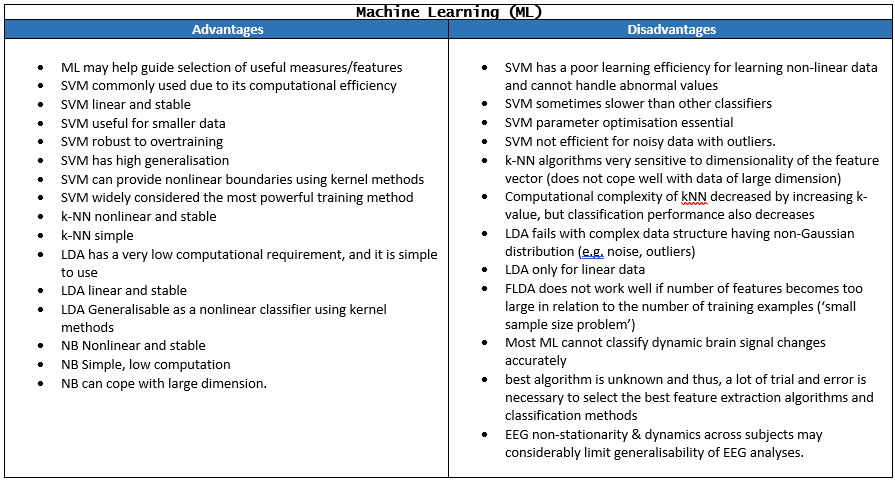 Machine Learning (ML)
Advantages
Disadvantages
• ML may help guide selection of useful measures/features
• SVM commonly used due to its computational efficiency
• SVM linear and stable
• SVM useful for smaller data
• SVM robust to overtraining
• SVM has high generalisation
• SVM can provide nonlinear boundaries using kernel methods
• SVM widely considered the most powerful training method
• k-NN nonlinear and stable
• k-NN simple
• LDA has a very low computational requirement, and it is simple
to use
• LDA linear and stable
• LDA Generalisable as a nonlinear classifier using kernel
methods
• NB Nonlinear and stable
• NB Simple, low computation
• NB can cope with large dimension.
• SVM has a poor learning efficiency for learning non-linear data
and cannot handle abnormal values
• SVM sometimes slower than other classifiers
• SVM parameter optimisation essential
• SVM not efficient for noisy data with outliers.
• k-NN algorithms very sensitive to dimensionality of the feature
vector (does not cope well with data of large dimension)
• Computational complexity of kNN decreased by increasing k-
value, but classification performance also decreases
• LDA fails with complex data structure having non-Gaussian
distribution (e.g. noise, outliers)
• LDA only for linear data
• FLDA does not work well if number of features becomes too
large in relation to the number of training examples (‘small
sample size problem’)
• Most ML cannot classify dynamic brain signal changes
accurately
• best algorithm is unknown and thus, a lot of trial and error is
necessary to select the best feature extraction algorithms and
classification methods
• EEG non-stationarity & dynamics across subjects may
considerably limit generalisability of EEG analyses.